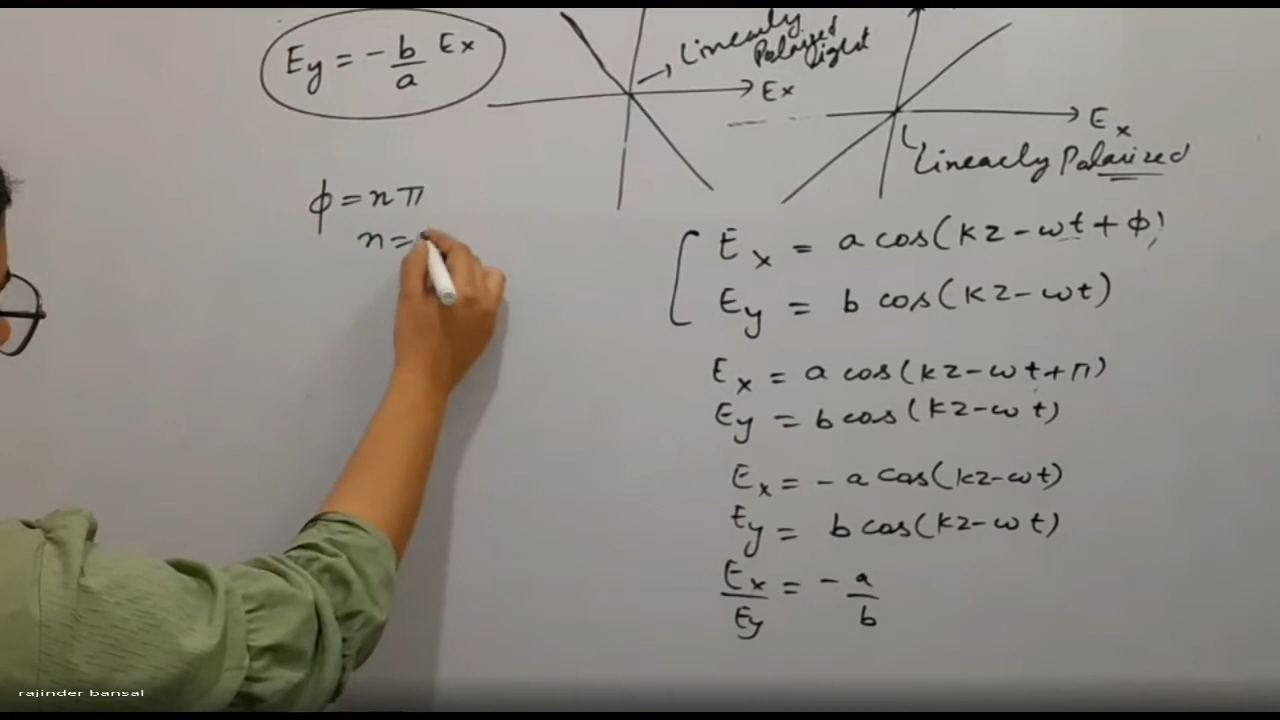 Ey = - b/a Ex
Linearly
Polarized
light
Ex
Ex
Linearly Polarized
ϕ = nπ
n =
Ex = a cos(kz - ωt + ϕ)
Ey = b cos(kz - ωt)
Ex = a cos(kz - ωt + π)
Ey = b cos(kz - ωt)
Ex = - a cos(kz - ωt)
Ey = b cos(kz - ωt)
Ex/Ey = - a/b
rajinder bansal